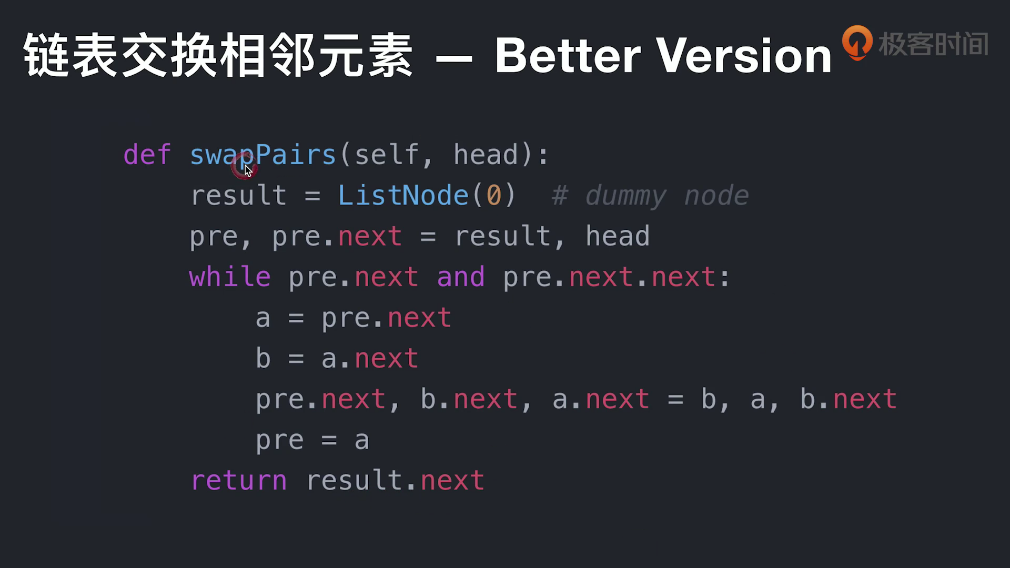 链表交换相邻元素 — Better Version
极客时间
def swapPairs(self, head):
    result = ListNode(0)  # dummy node
    pre, pre.next = result, head
    while pre.next and pre.next.next:
        a = pre.next
        b = a.next
        pre.next, b.next, a.next = b, a, b.next
        pre = a
    return result.next